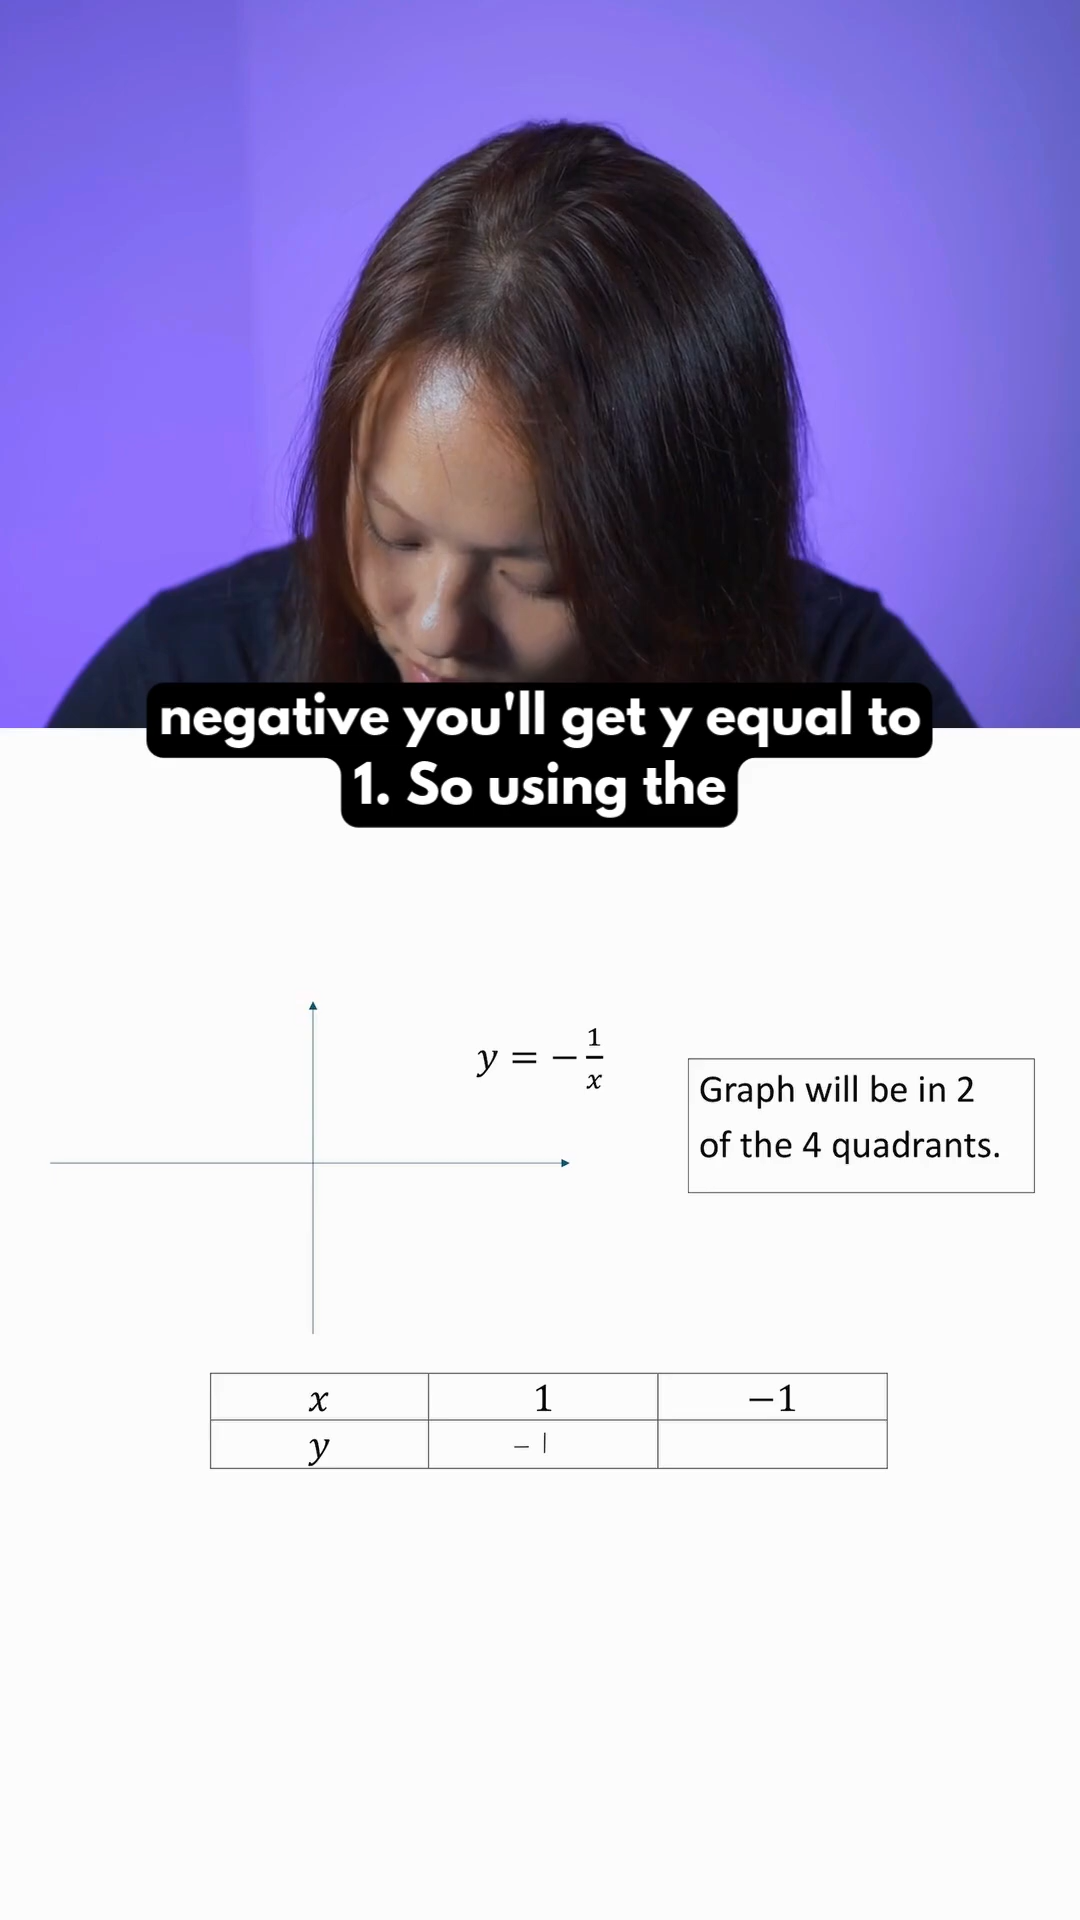 negative you'll get y equal to
1. So using the
y = −1/x
Graph will be in 2
of the 4 quadrants.
x 1 −1
y −1